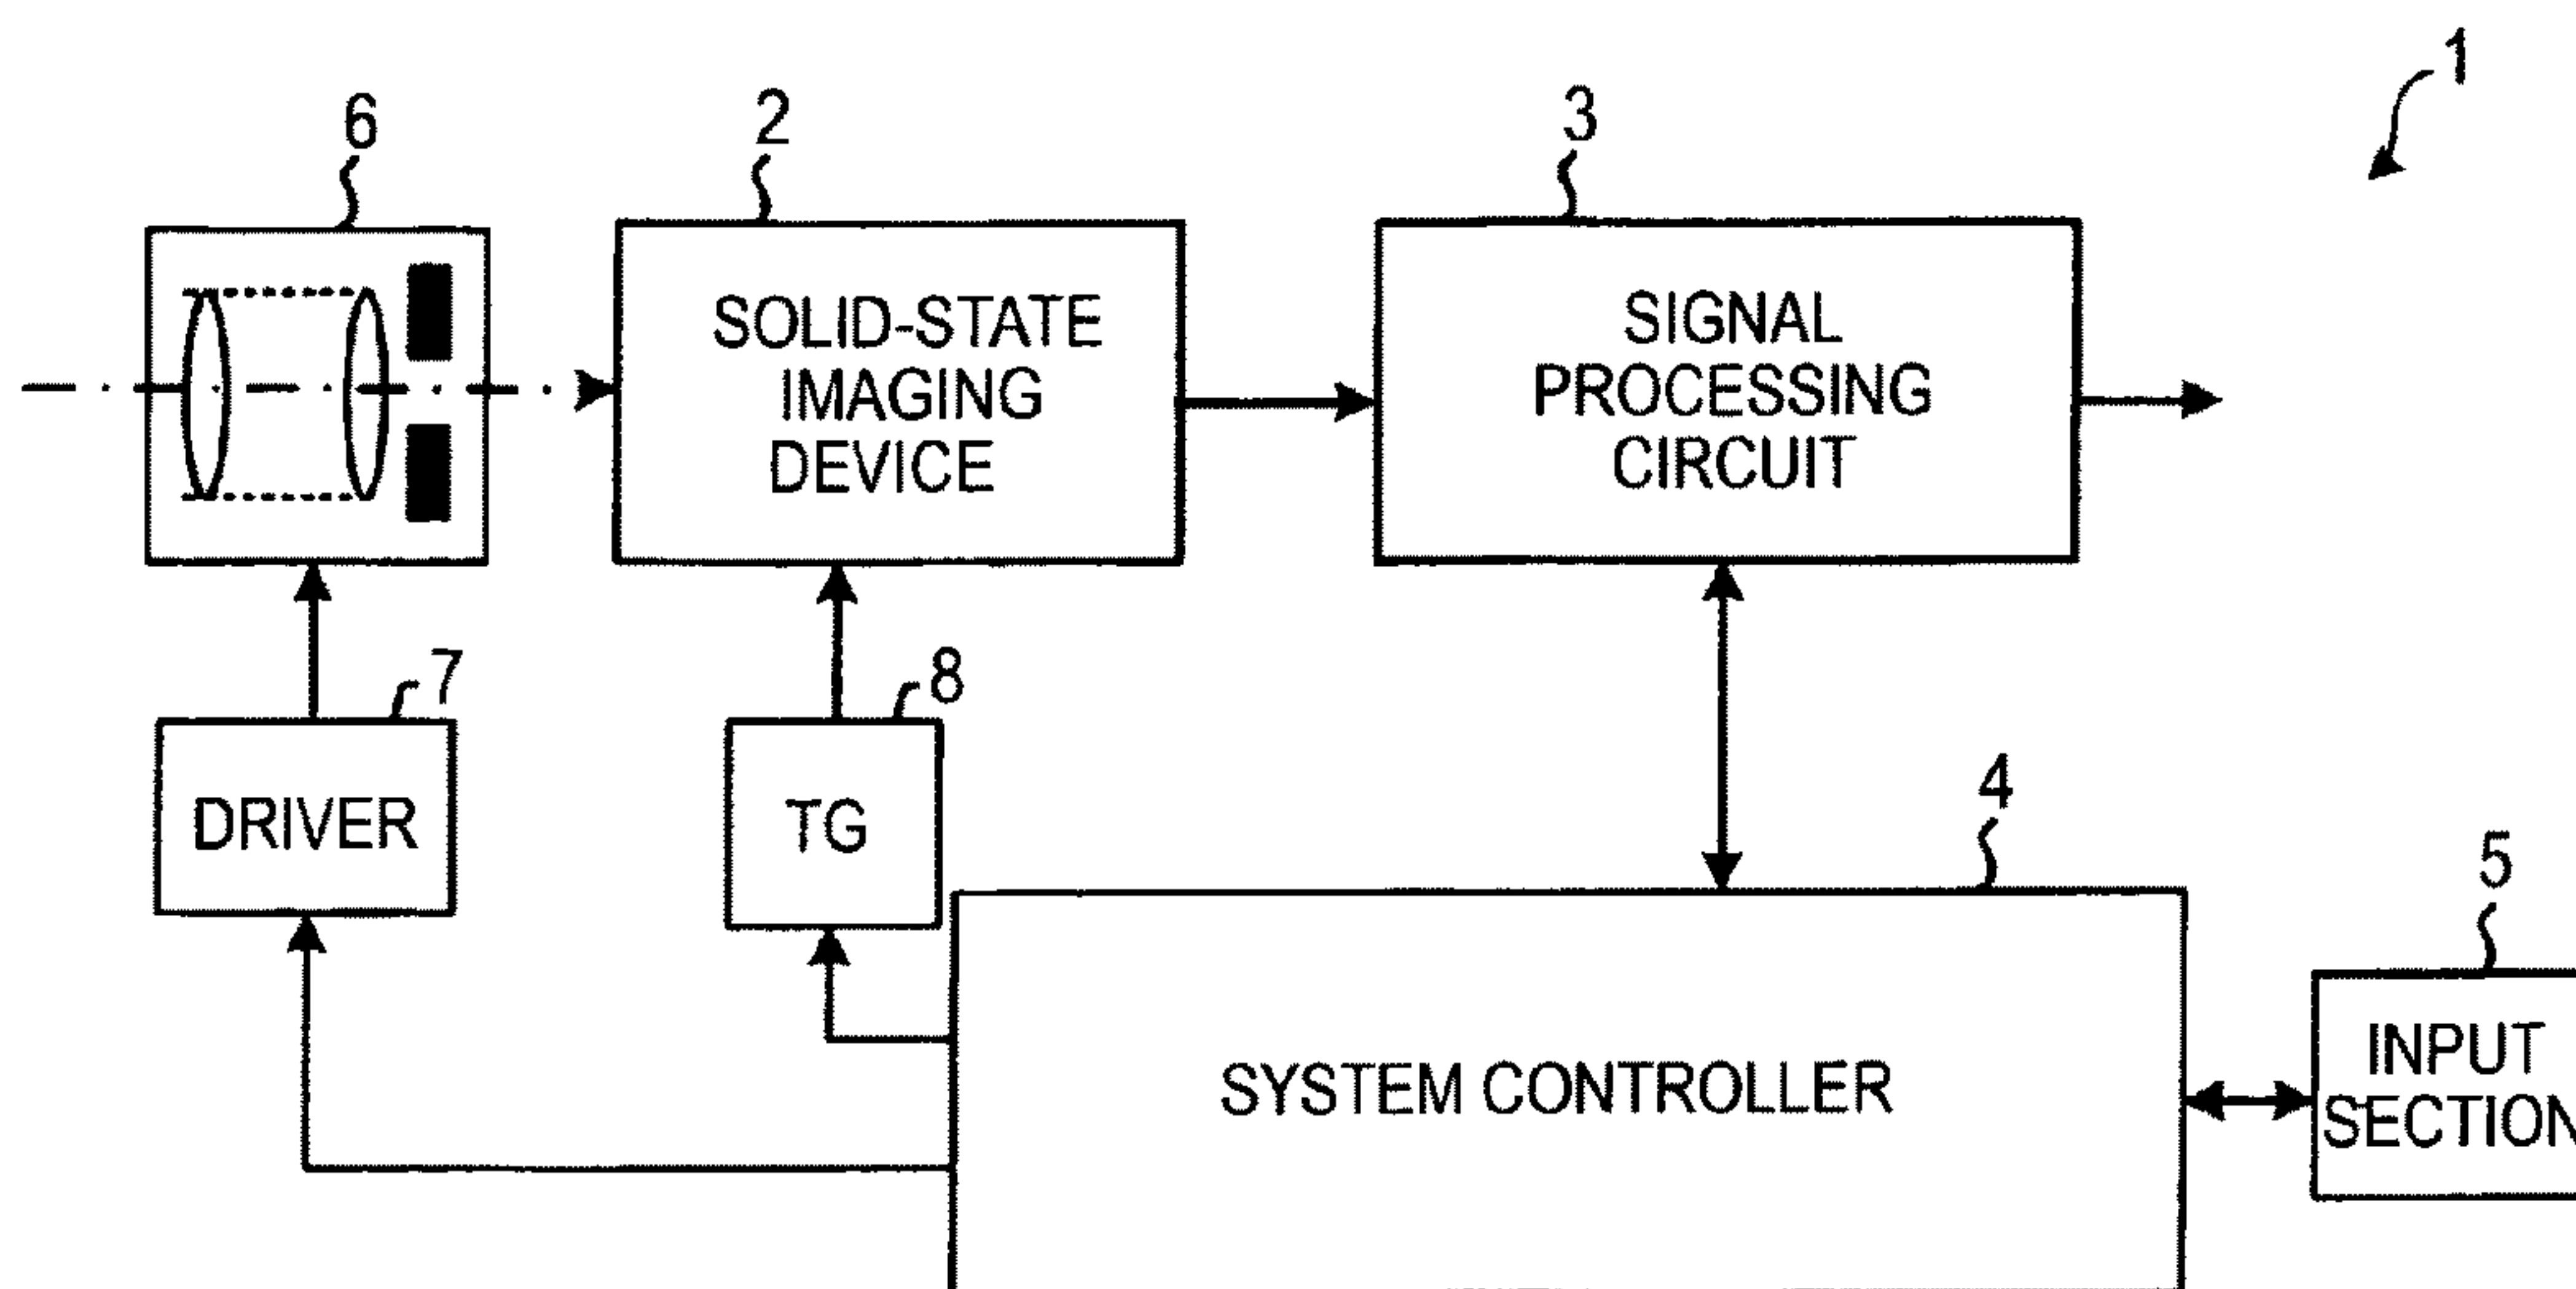 1
6
2
3
SOLID-STATE
IMAGING
DEVICE
SIGNAL
PROCESSING
CIRCUIT
7
8
DRIVER
TG
4
5
SYSTEM CONTROLLER
INPUT
SECTION